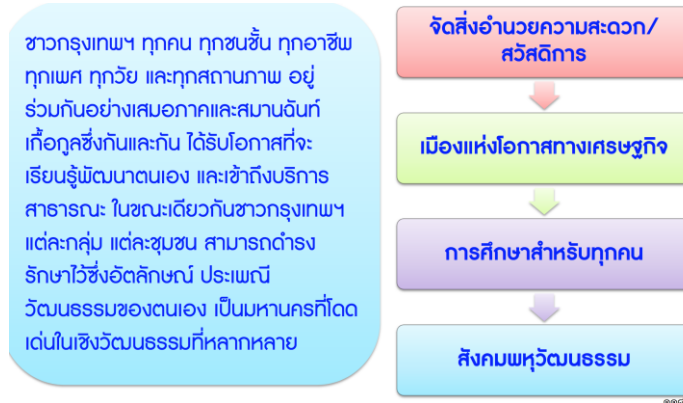 ชาวกรุงเทพฯ ทุกคน ทุกชนชั้น ทุกอาชีพ
ทุกเพศ ทุกวัย และทุกสถานภาพ อยู่
ร่วมกันอย่างเสมอภาคและสมานฉันท์
เกื้อกูลซึ่งกันและกัน ได้รับโอกาสที่จะ
เรียนรู้พัฒนาตนเอง และเข้าถึงบริการ
สาธารณะ ในขณะเดียวกันชาวกรุงเทพฯ
แต่ละกลุ่ม แต่ละชุมชน สามารถดำรง
รักษาไว้ซึ่งอัตลักษณ์ ประเพณี
วัฒนธรรมของตนเอง เป็นมหานครที่โดด
เด่นในเชิงวัฒนธรรมที่หลากหลาย
จัดสิ่งอำนวยความสะดวก/
สวัสดิการ
เมืองแห่งโอกาสทางเศรษฐกิจ
การศึกษาสำหรับทุกคน
สังคมพหุวัฒนธรรม